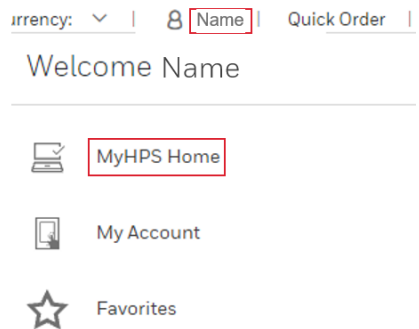 urrency: | Name | Quick Order |
Welcome Name
MyHPS Home
My Account
Favorites